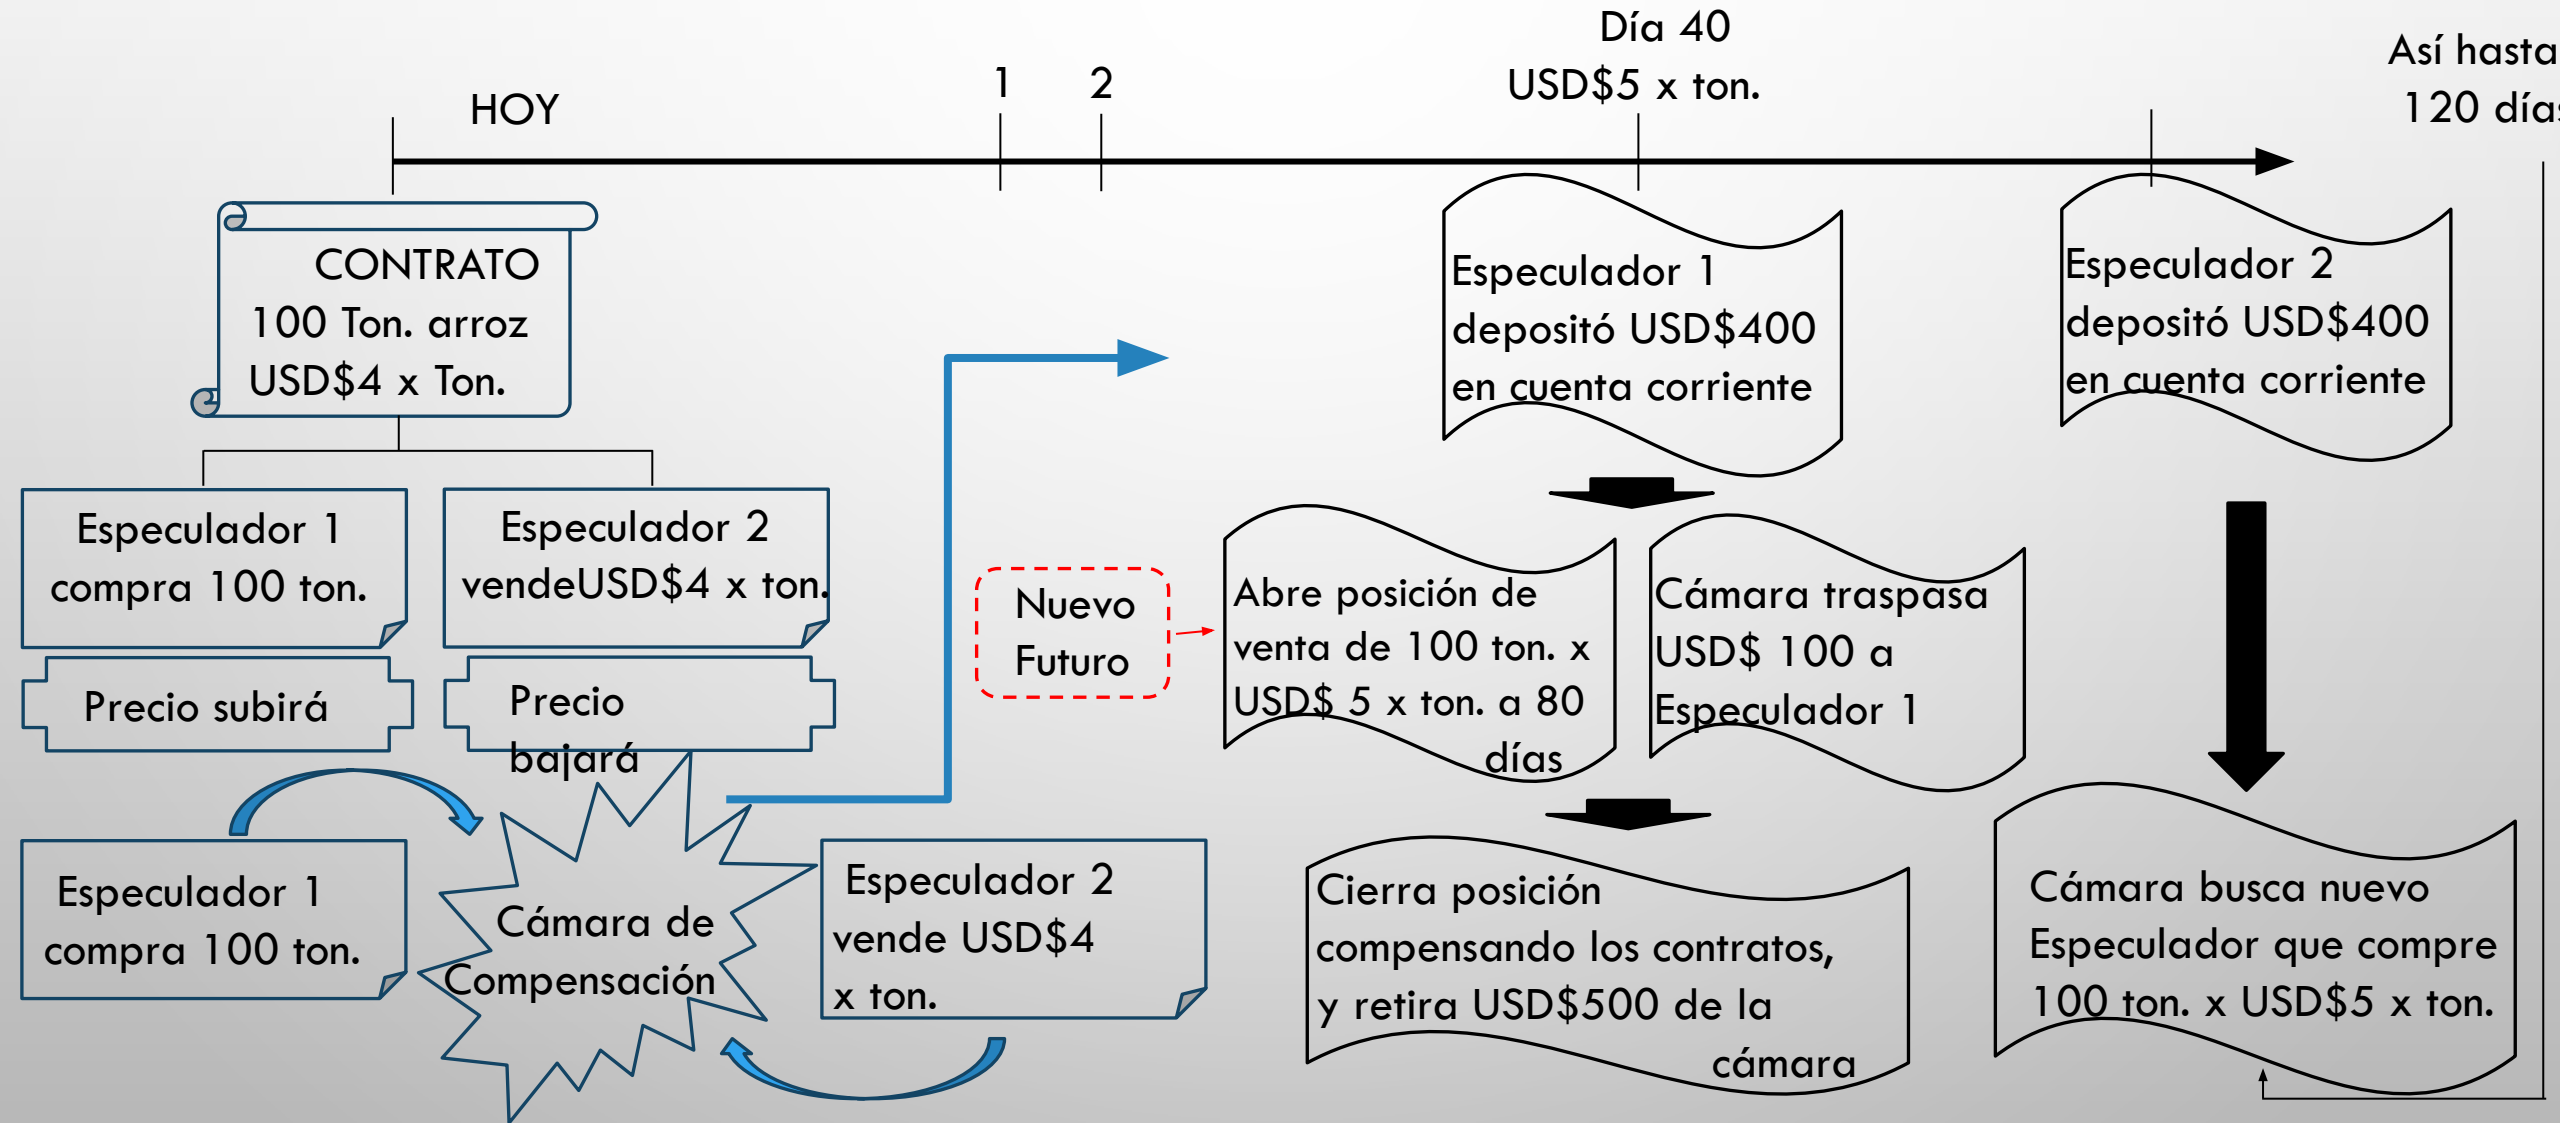 HOY
1
2
Día 40
USD$5 x ton.
Así hasta
120 días
CONTRATO
100 Ton. arroz
USD$4 x Ton.
Especulador 1
compra 100 ton.
Especulador 2
vendeUSD$4 x ton.
Precio subirá
Precio
bajará
Especulador 1
compra 100 ton.
Cámara de
Compensación
Especulador 2
vende USD$4
x ton.
Nuevo
Futuro
Especulador 1
depositó USD$400
en cuenta corriente
Abre posición de
venta de 100 ton. x
USD$ 5 x ton. a 80
días
Cámara traspasa
USD$ 100 a
Especulador 1
Cierra posición
compensando los contratos,
y retira USD$500 de la
cámara
Especulador 2
depositó USD$400
en cuenta corriente
Cámara busca nuevo
Especulador que compre
100 ton. x USD$5 x ton.